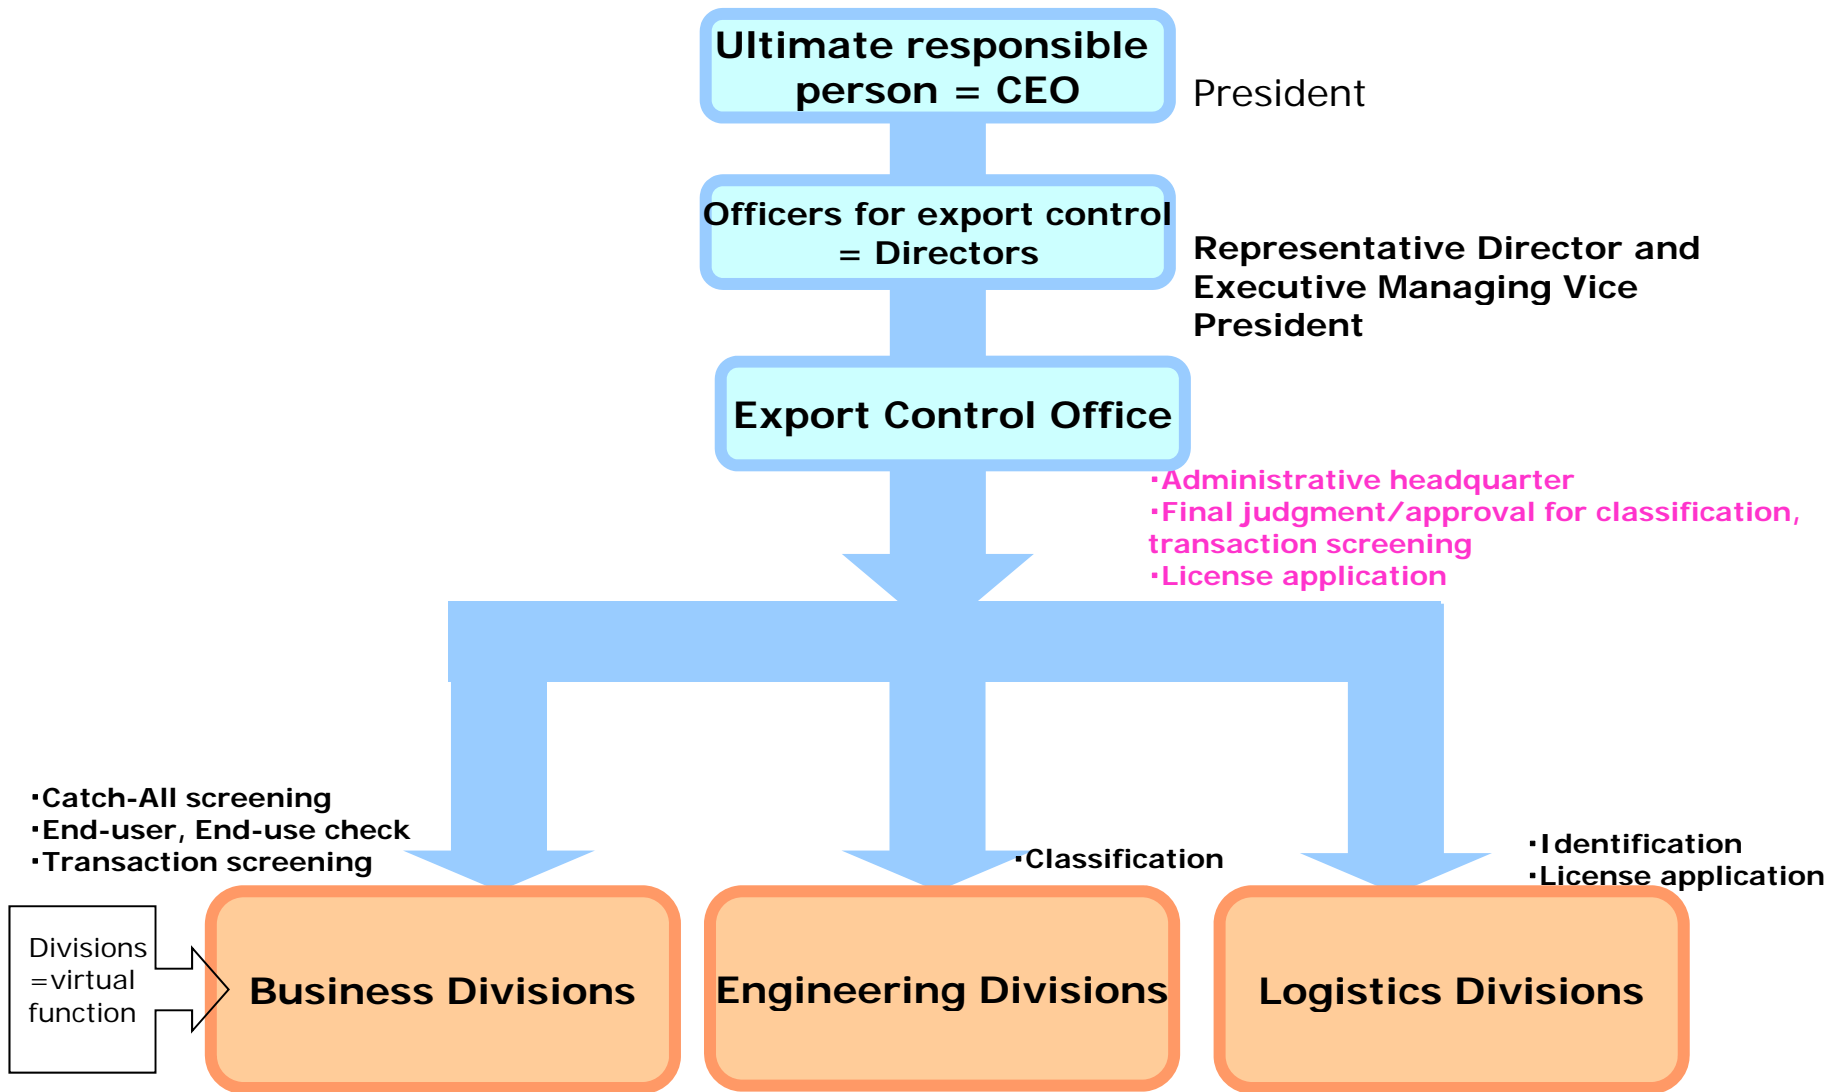 Ultimate responsible
person = CEO
President
Officers for export control
= Directors
Representative Director and
Executive Managing Vice
President
Export Control Office
・Administrative headquarter
・Final judgment/approval for classification,
transaction screening
・License application
・Catch-All screening
・End-user, End-use check
・Transaction screening
・Classification
・Identification
・License application
Divisions
=virtual
function
Business Divisions
Engineering Divisions
Logistics Divisions